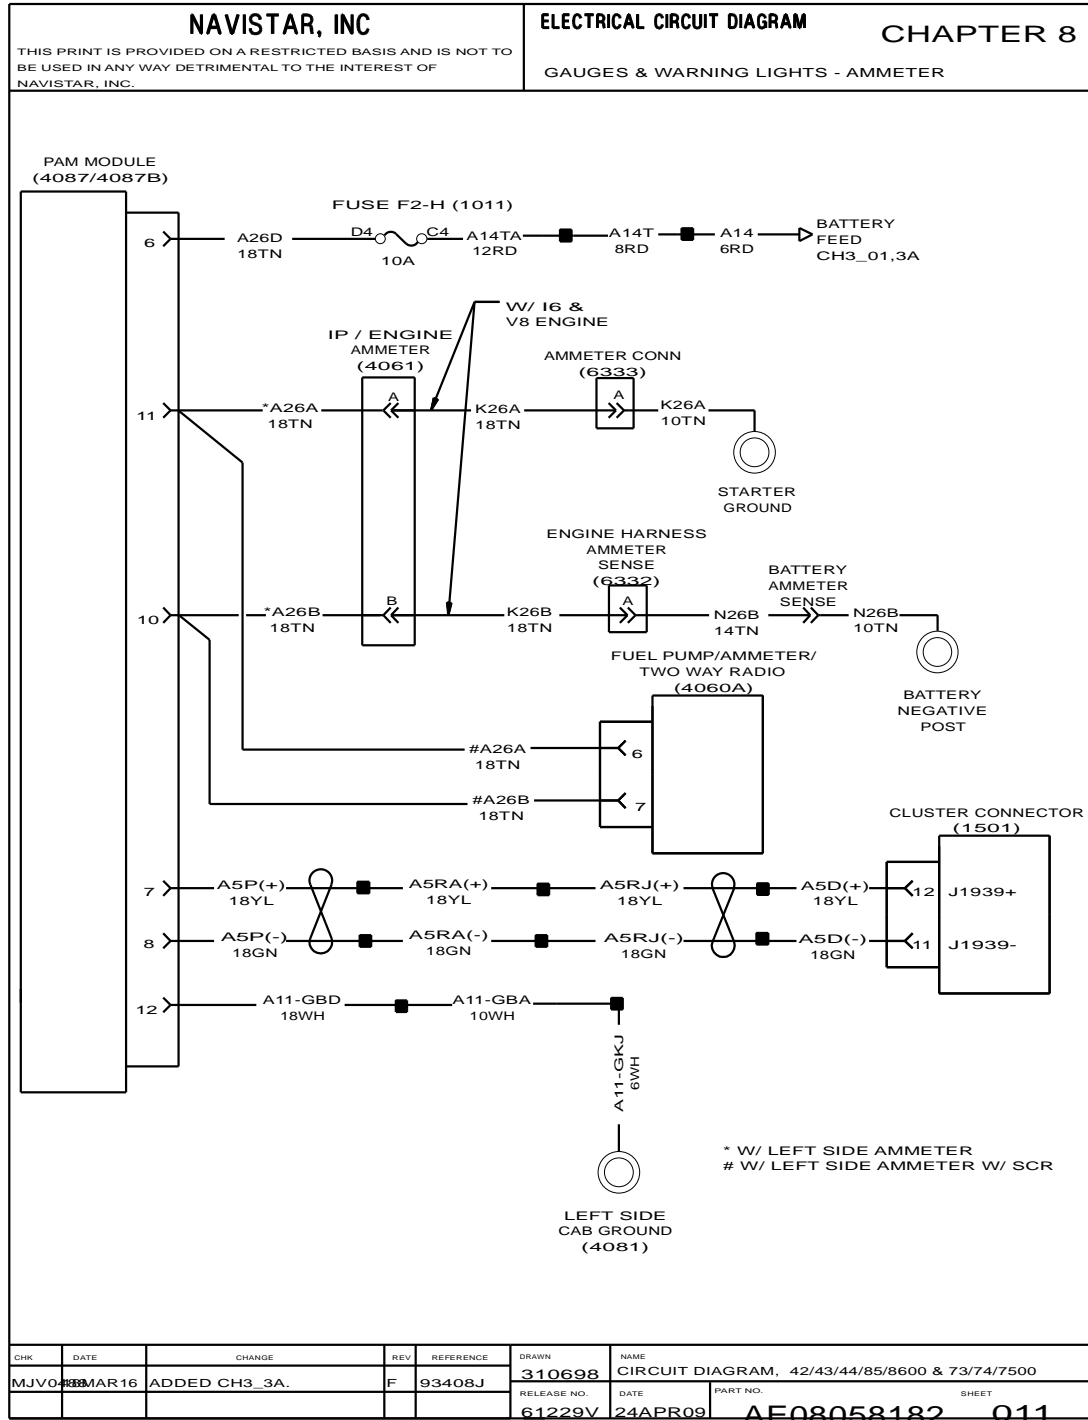 NAVISTAR, INC
THIS PRINT IS PROVIDED ON A RESTRICTED BASIS AND IS NOT TO
BE USED IN ANY WAY DETRIMENTAL TO THE INTEREST OF
NAVISTAR, INC.
ELECTRICAL CIRCUIT DIAGRAM
CHAPTER 8
GAUGES & WARNING LIGHTS - AMMETER
PAM MODULE
(4087/4087B)
FUSE F2-H (1011)
6
A26D
18TN
D4
C4
10A
A14TA
12RD
A14T
8RD
A14
6RD
BATTERY
FEED
CH3_01,3A
W/ I6 &
V8 ENGINE
IP / ENGINE
AMMETER
(4061)
AMMETER CONN
(6333)
11
*A26A
18TN
A
K26A
18TN
A
K26A
10TN
STARTER
GROUND
ENGINE HARNESS
AMMETER
SENSE
(6332)
BATTERY
AMMETER
SENSE
10
*A26B
18TN
B
K26B
18TN
A
N26B
14TN
N26B
10TN
BATTERY
NEGATIVE
POST
FUEL PUMP/AMMETER/
TWO WAY RADIO
(4060A)
#A26A
18TN
6
#A26B
18TN
7
CLUSTER CONNECTOR
(1501)
7
A5P(+)
18YL
A5RA(+)
18YL
A5RJ(+)
18YL
A5D(+)
18YL
12
J1939+
8
A5P(-)
18GN
A5RA(-)
18GN
A5RJ(-)
18GN
A5D(-)
18GN
11
J1939-
12
A11-GBD
18WH
A11-GBA
10WH
A11-GKJ
6WH
LEFT SIDE
CAB GROUND
(4081)
* W/ LEFT SIDE AMMETER
# W/ LEFT SIDE AMMETER W/ SCR
CHK DATE CHANGE REV REFERENCE
MAR16 ADDED CH3_3A. F 93408J
DRAWN
310698
NAME
CIRCUIT DIAGRAM, 42/43/44/85/8600 & 73/74/7500
RELEASE NO.
61229V
DATE
24APR09
PART NO.
AE08058182
SHEET
011